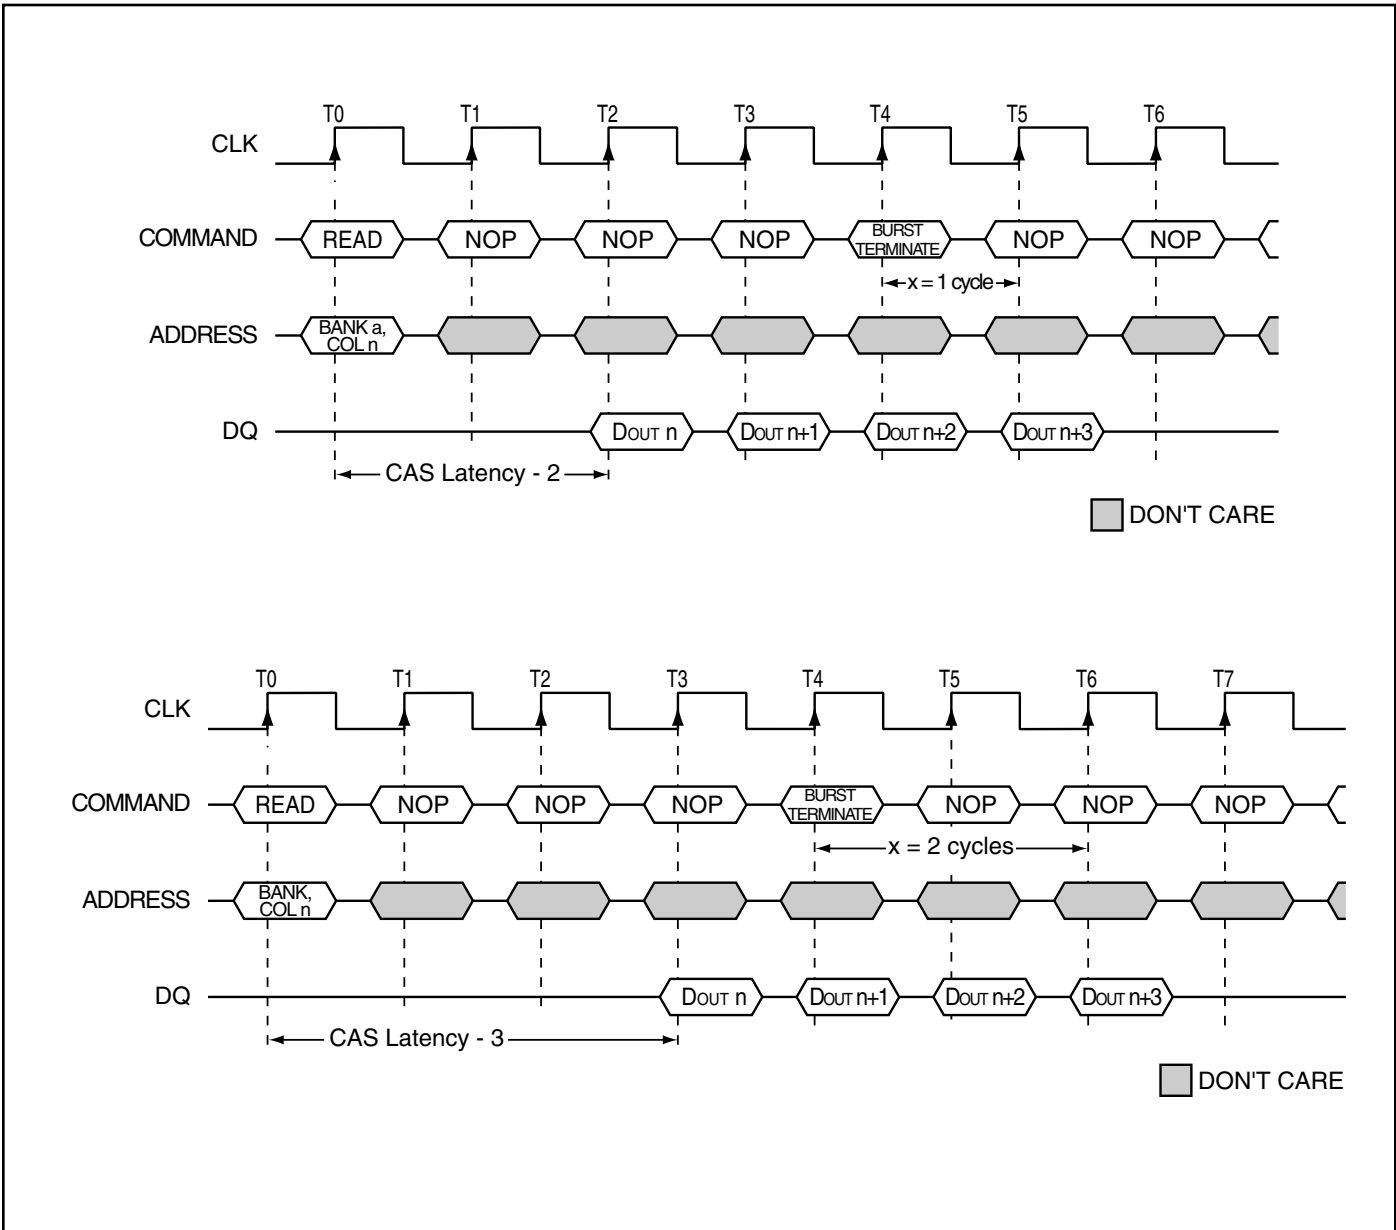 T0 T1 T2 T3 T4 T5 T6
CLK
COMMAND READ NOP NOP NOP BURST TERMINATE NOP NOP
x = 1 cycle
ADDRESS BANK a, COL n
DQ DOUT n DOUT n+1 DOUT n+2 DOUT n+3
CAS Latency - 2
DON'T CARE
T0 T1 T2 T3 T4 T5 T6 T7
CLK
COMMAND READ NOP NOP NOP BURST TERMINATE NOP NOP NOP
x = 2 cycles
ADDRESS BANK, COL n
DQ DOUT n DOUT n+1 DOUT n+2 DOUT n+3
CAS Latency - 3
DON'T CARE